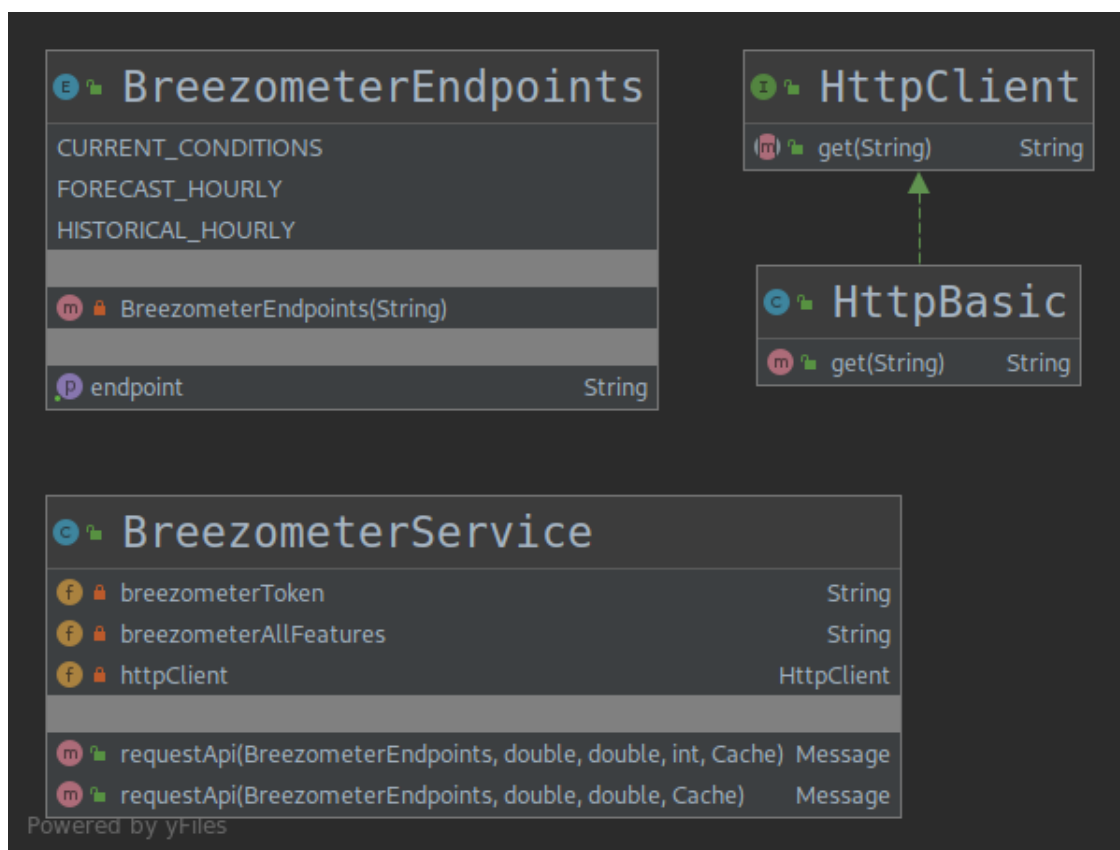 E BreezometerEndpoints
CURRENT_CONDITIONS
FORECAST_HOURLY
HISTORICAL_HOURLY
m BreezometerEndpoints(String)
p endpoint String
I HttpClient
m get(String) String
C HttpBasic
m get(String) String
C BreezometerService
f breezometerToken String
f breezometerAllFeatures String
f httpClient HttpClient
m requestApi(BreezometerEndpoints, double, double, int, Cache) Message
m requestApi(BreezometerEndpoints, double, double, Cache) Message
Powered by yFiles